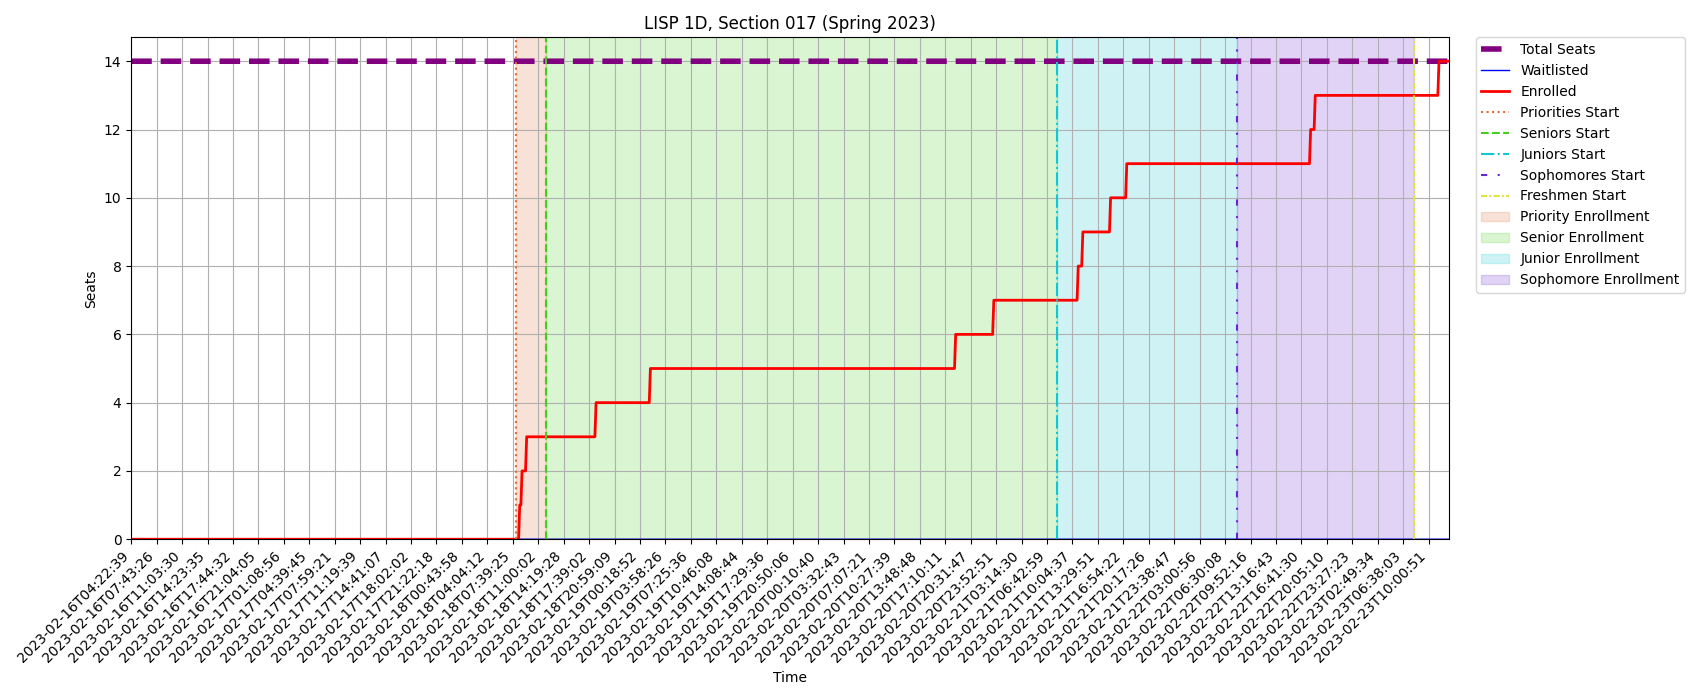 LISP 1D, Section 017 (Spring 2023)
Seats
14
12
10
8
6
4
2
0
2023-02-16T04:22:39
2023-02-16T07:43:26
2023-02-16T11:03:30
2023-02-16T14:23:35
2023-02-16T17:44:32
2023-02-16T21:04:05
2023-02-17T01:08:56
2023-02-17T04:39:45
2023-02-17T07:59:21
2023-02-17T11:19:39
2023-02-17T14:41:07
2023-02-17T18:02:02
2023-02-17T21:22:18
2023-02-18T00:43:58
2023-02-18T04:04:12
2023-02-18T07:39:25
2023-02-18T11:00:02
2023-02-18T14:19:28
2023-02-18T17:39:02
2023-02-18T20:59:09
2023-02-19T00:18:52
2023-02-19T03:58:26
2023-02-19T07:25:36
2023-02-19T10:46:08
2023-02-19T14:08:44
2023-02-19T17:29:36
2023-02-19T20:50:06
2023-02-20T00:10:40
2023-02-20T03:32:43
2023-02-20T07:07:21
2023-02-20T10:27:39
2023-02-20T13:48:48
2023-02-20T17:10:11
2023-02-20T20:31:47
2023-02-20T23:52:51
2023-02-21T03:14:30
2023-02-21T06:42:59
2023-02-21T10:04:37
2023-02-21T13:29:51
2023-02-21T16:54:22
2023-02-21T20:17:26
2023-02-21T23:38:47
2023-02-22T03:00:56
2023-02-22T06:30:08
2023-02-22T09:52:16
2023-02-22T13:16:43
2023-02-22T16:41:30
2023-02-22T20:05:10
2023-02-22T23:27:23
2023-02-23T02:49:34
2023-02-23T06:38:03
2023-02-23T10:00:51
Time
Total Seats
Waitlisted
Enrolled
Priorities Start
Seniors Start
Juniors Start
Sophomores Start
Freshmen Start
Priority Enrollment
Senior Enrollment
Junior Enrollment
Sophomore Enrollment